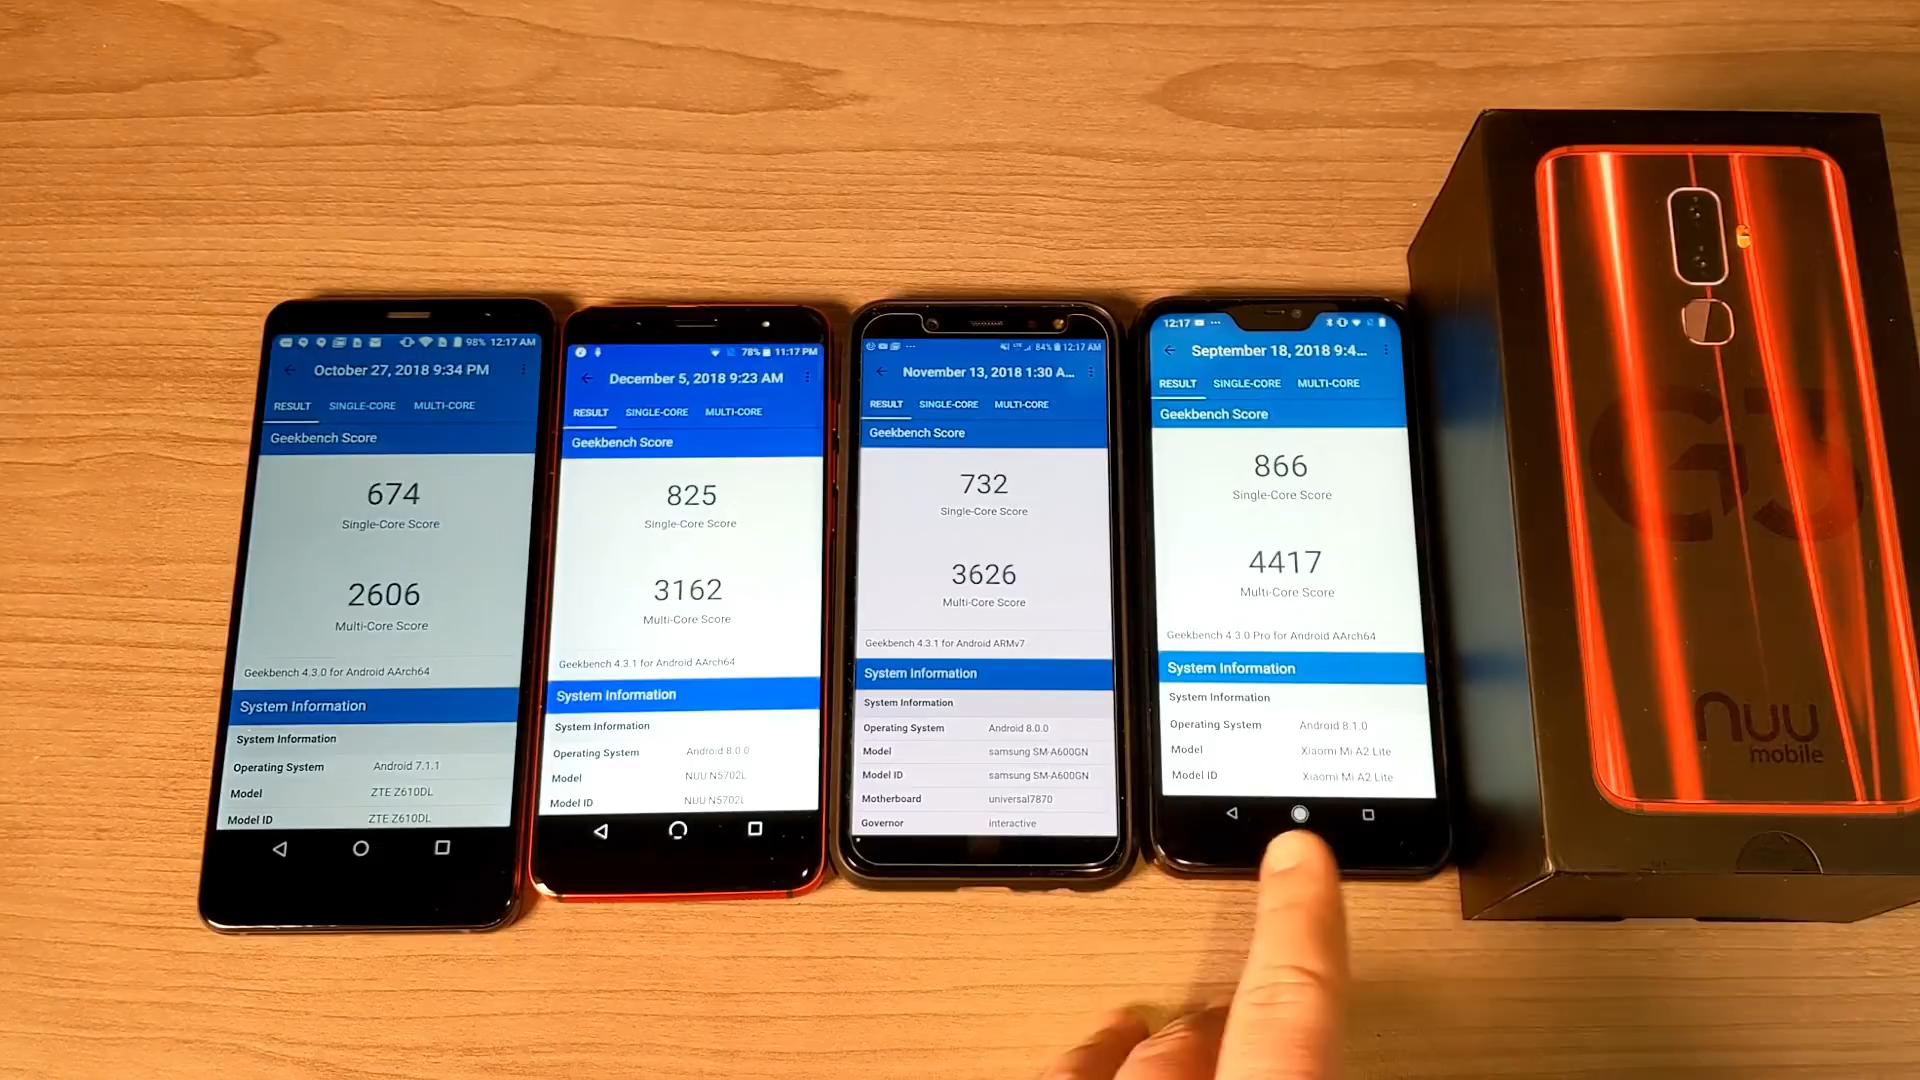 98% 12:17 AM
October 27, 2018 9:34 PM
RESULT SINGLE-CORE MULTI-CORE
Geekbench Score
674
Single-Core Score
2606
Multi-Core Score
Geekbench 4.3.0 for Android AArch64
System Information
System Information
Operating System Android 7.1.1
Model ZTE Z610DL
Model ID ZTE Z610DL
78% 11:17 PM
December 5, 2018 9:23 AM
RESULT SINGLE-CORE MULTI-CORE
Geekbench Score
825
Single-Core Score
3162
Multi-Core Score
Geekbench 4.3.1 for Android AArch64
System Information
System Information
Operating System Android 8.0.0
Model NUU N5702L
Model ID NUU N5702L
84% 12:17 AM
November 13, 2018 1:30 A...
RESULT SINGLE-CORE MULTI-CORE
Geekbench Score
732
Single-Core Score
3626
Multi-Core Score
Geekbench 4.3.1 for Android ARMv7
System Information
System Information
Operating System Android 8.0.0
Model samsung SM-A600GN
Model ID samsung SM-A600GN
Motherboard universal7870
Governor interactive
12:17
September 18, 2018 9:4...
RESULT SINGLE-CORE MULTI-CORE
Geekbench Score
866
Single-Core Score
4417
Multi-Core Score
Geekbench 4.3.0 Pro for Android AArch64
System Information
System Information
Operating System Android 8.1.0
Model Xiaomi Mi A2 Lite
Model ID Xiaomi Mi A2 Lite
G3
nuu
mobile